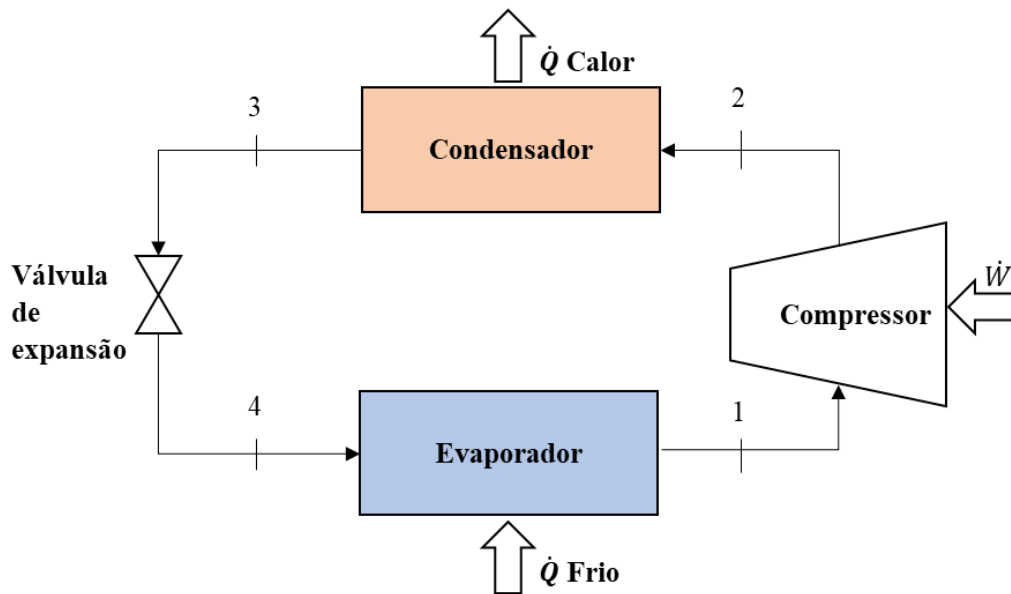 Q̇ Calor
3
2
Condensador
Válvula
de
expansão
Ẇ
Compressor
4
1
Evaporador
Q̇ Frio